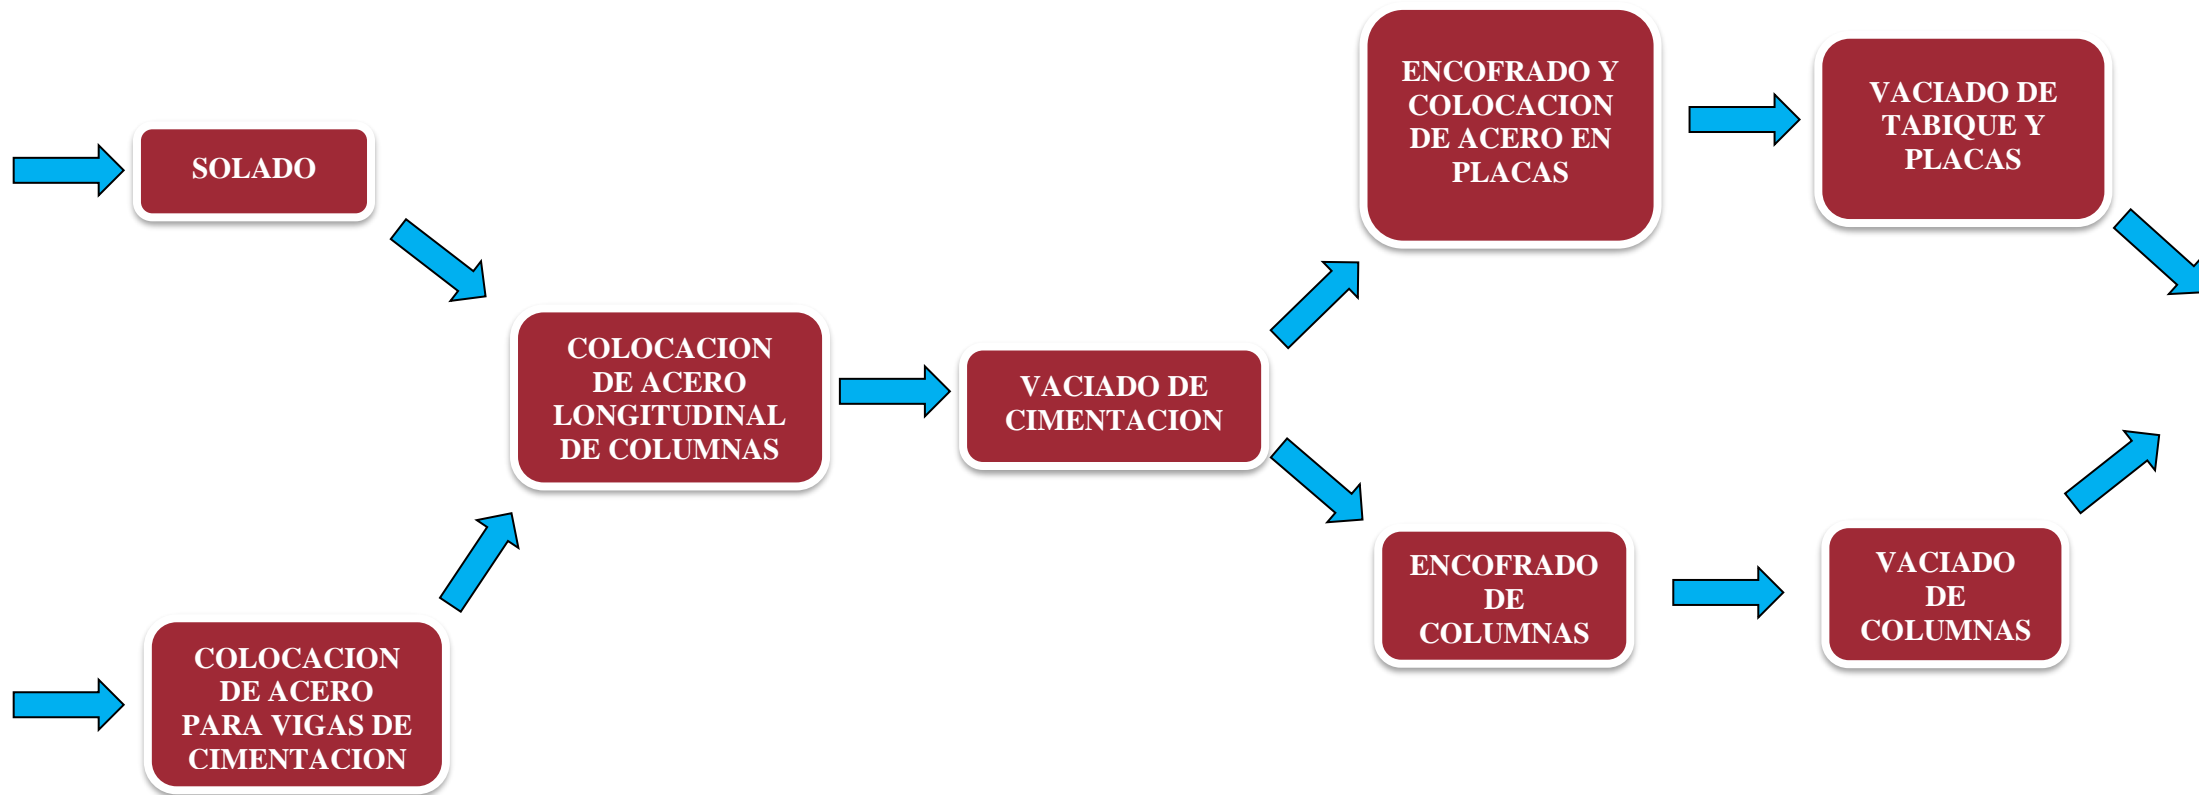 SOLADO
COLOCACION
DE ACERO
PARA VIGAS DE
CIMENTACION
COLOCACION
DE ACERO
LONGITUDINAL
DE COLUMNAS
VACIADO DE
CIMENTACION
ENCOFRADO Y
COLOCACION
DE ACERO EN
PLACAS
VACIADO DE
TABIQUE Y
PLACAS
ENCOFRADO
DE
COLUMNAS
VACIADO
DE
COLUMNAS